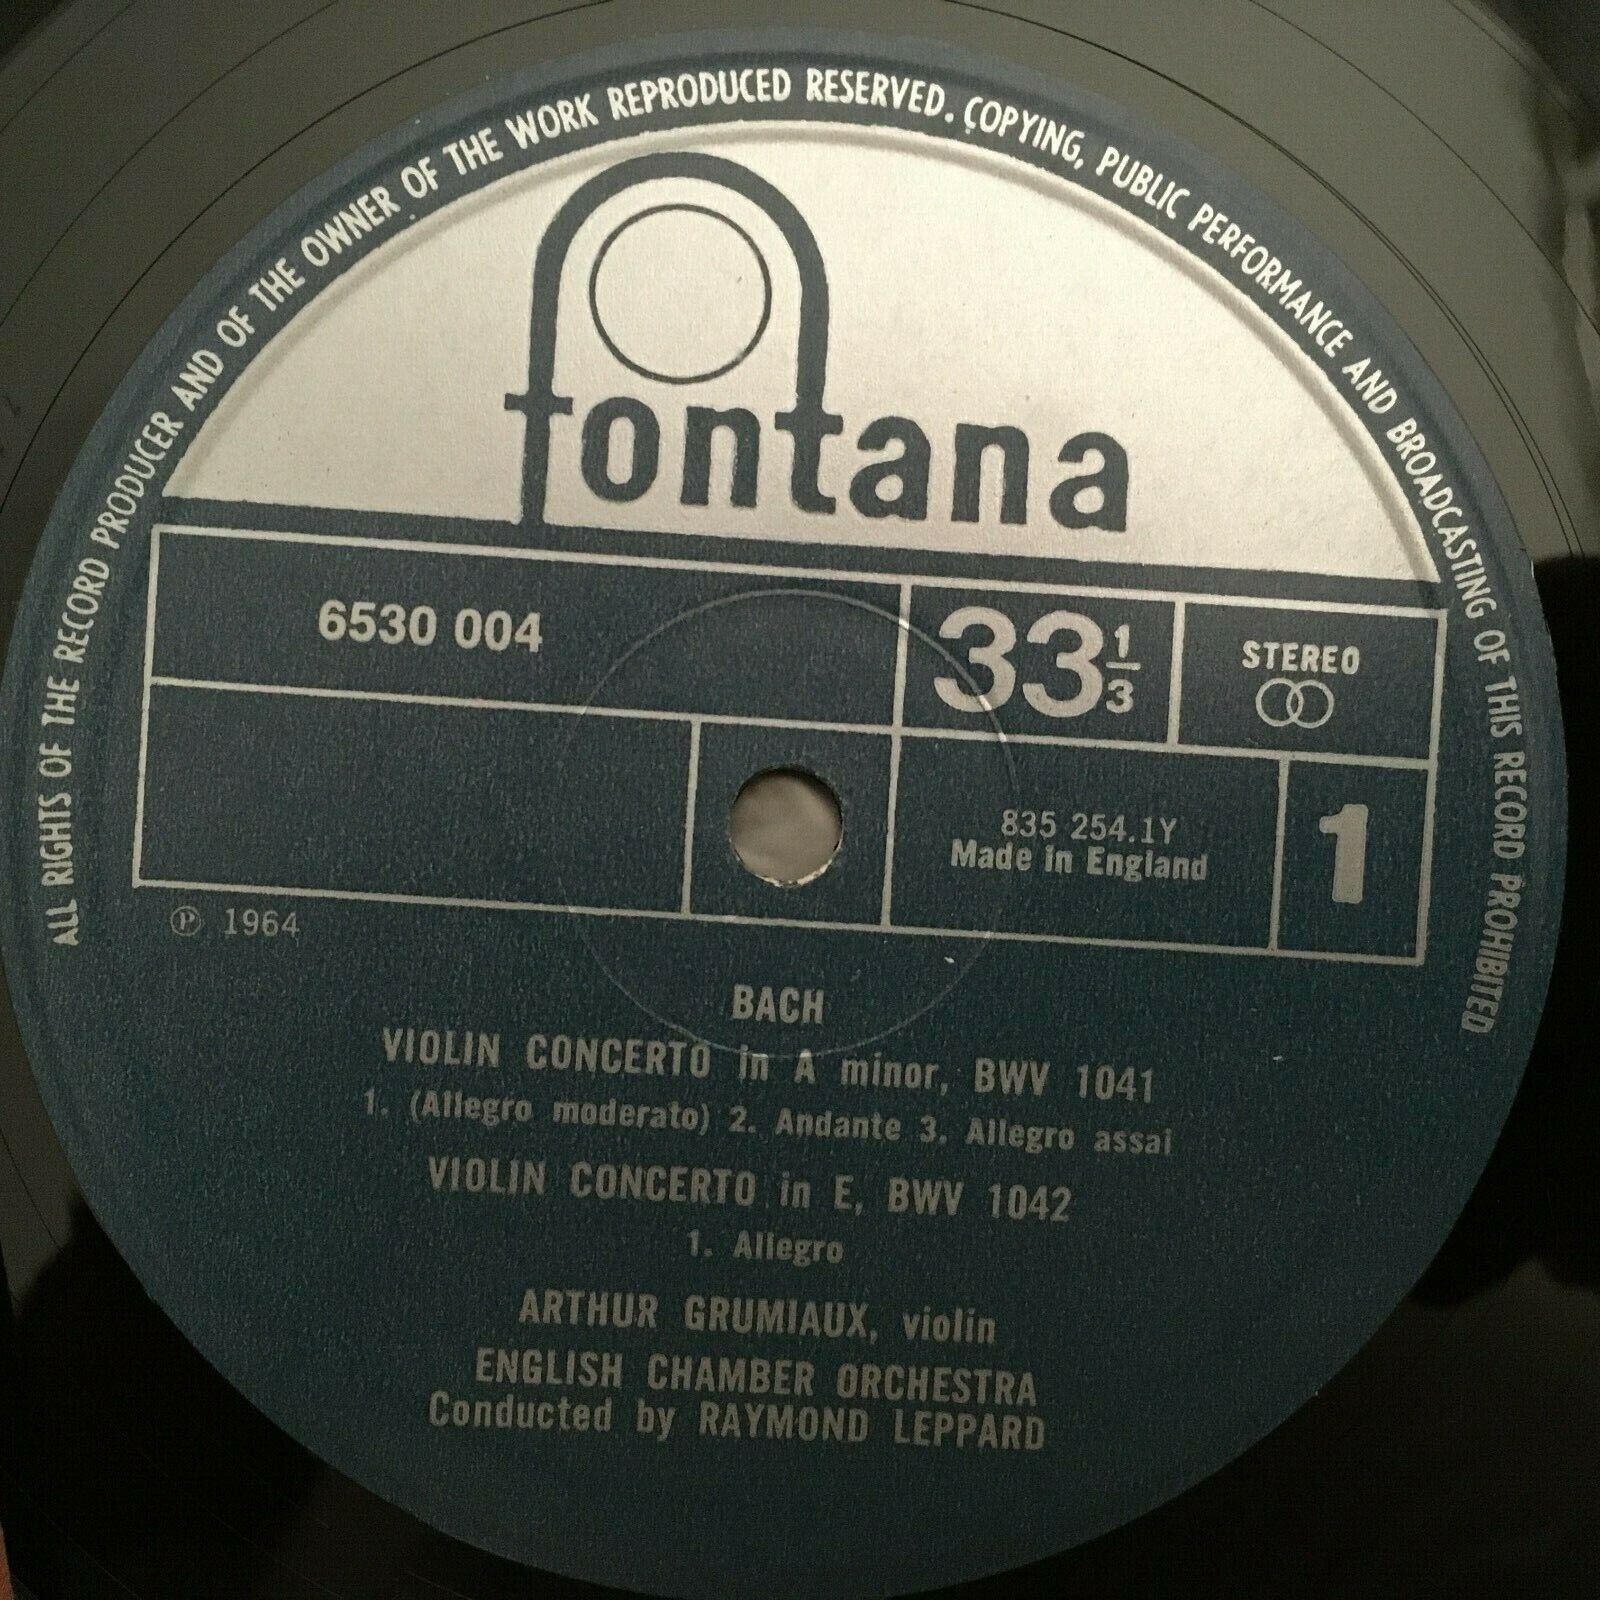 ALL RIGHTS OF THE RECORD PRODUCER AND OF THE OWNER OF THE WORK REPRODUCED RESERVED. COPYING, PUBLIC PERFORMANCE AND BROADCASTING OF THIS RECORD PROHIBITED
fontana
6530 004
33 1/3
STEREO
835 254.1Y
Made in England
1
℗ 1964
BACH
VIOLIN CONCERTO in A minor, BWV 1041
1. (Allegro moderato) 2. Andante 3. Allegro assai
VIOLIN CONCERTO in E, BWV 1042
1. Allegro
ARTHUR GRUMIAUX, violin
ENGLISH CHAMBER ORCHESTRA
Conducted by RAYMOND LEPPARD